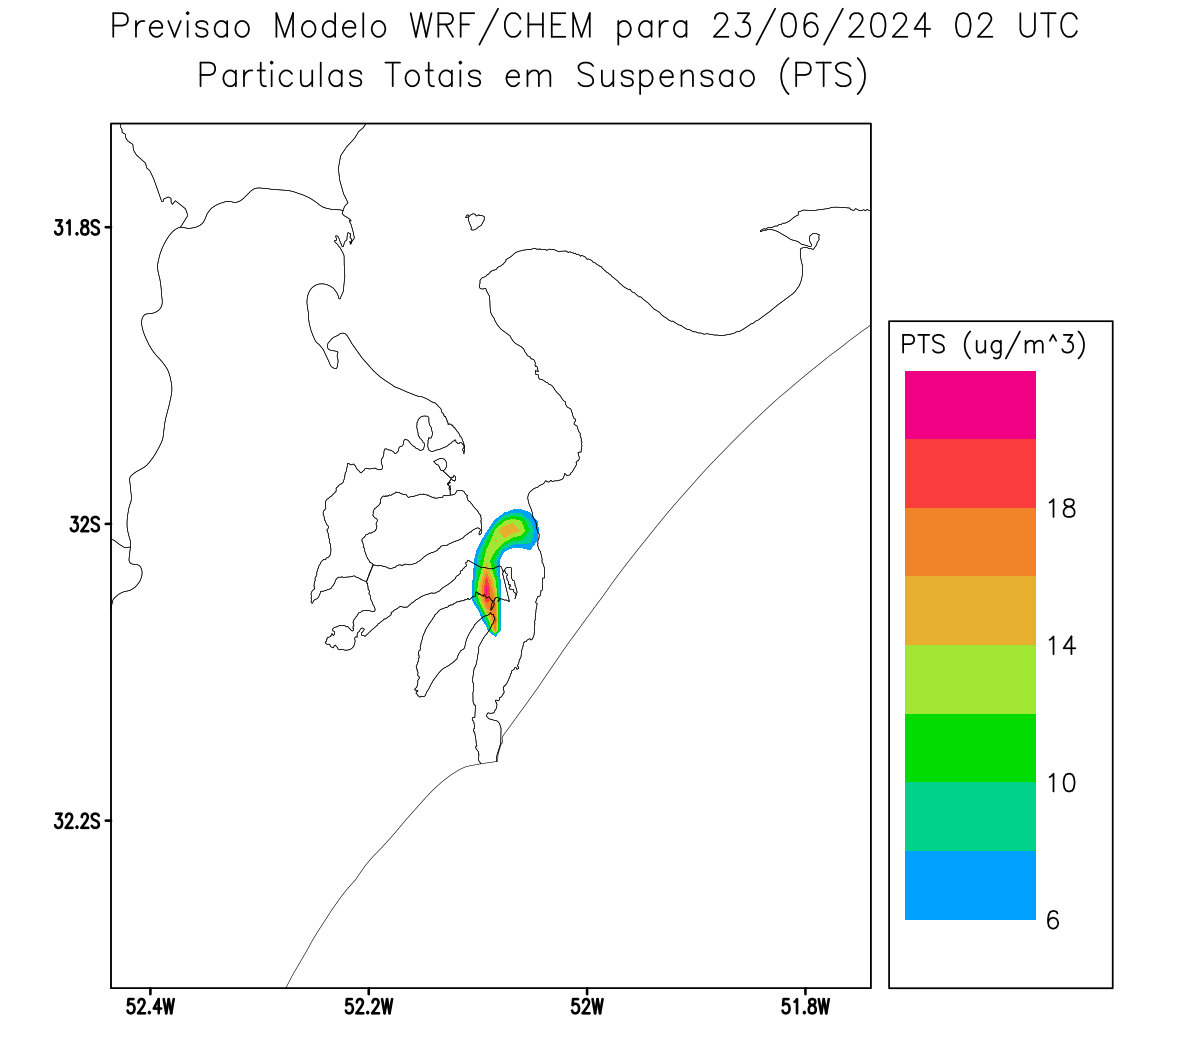 Previsao Modelo WRF/CHEM para 23/06/2024 02 UTC
Particulas Totais em Suspensao (PTS)
31.8S
32S
32.2S
52.4W
52.2W
52W
51.8W
PTS (ug/m^3)
18
14
10
6